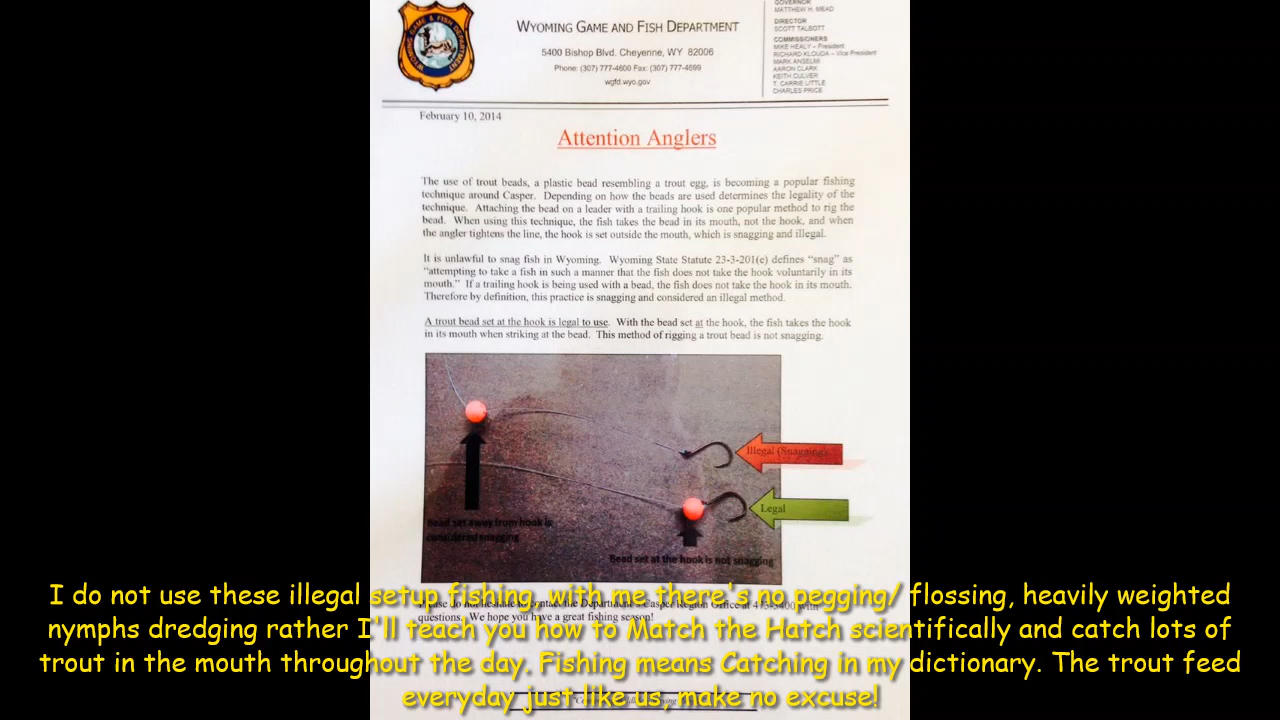 WYOMING GAME AND FISH DEPARTMENT
5400 Bishop Blvd. Cheyenne, WY 82006
Phone: (307) 777-4600 Fax: (307) 777-4699
wgfd.wyo.gov
GOVERNOR
MATTHEW H. MEAD
DIRECTOR
SCOTT TALBOTT
COMMISSIONERS
MIKE HEALY – President
RICHARD KLOUDA – Vice President
MARK ANSELMI
AARON CLARK
KEITH CULVER
T. CARRIE LITTLE
CHARLES PRICE
February 10, 2014
Attention Anglers
The use of trout beads, a plastic bead resembling a trout egg, is becoming a popular fishing
technique around Casper. Depending on how the beads are used determines the legality of the
technique. Attaching the bead on a leader with a trailing hook is one popular method to rig the
bead. When using this technique, the fish takes the bead in its mouth, not the hook, and when
the angler tightens the line, the hook is set outside the mouth, which is snagging and illegal.
It is unlawful to snag fish in Wyoming. Wyoming State Statute 23-3-201(e) defines “snag” as
“attempting to take a fish in such a manner that the fish does not take the hook voluntarily in its
mouth.” If a trailing hook is being used with a bead, the fish does not take the hook in its mouth.
Therefore by definition, this practice is snagging and considered an illegal method.
A trout bead set at the hook is legal to use. With the bead set at the hook, the fish takes the hook
in its mouth when striking at the bead. This method of rigging a trout bead is not snagging.
Illegal (Snagging)
Legal
Bead set away from hook is
considered snagging
Bead set at the hook is not snagging
Please do not hesitate to contact the Department's Casper Region Office at 473-3400 with
questions. We hope you have a great fishing season!
I do not use these illegal setup fishing, with me there's no pegging/ flossing, heavily weighted
nymphs dredging rather I'll teach you how to Match the Hatch scientifically and catch lots of
trout in the mouth throughout the day. Fishing means Catching in my dictionary. The trout feed
everyday just like us, make no excuse!